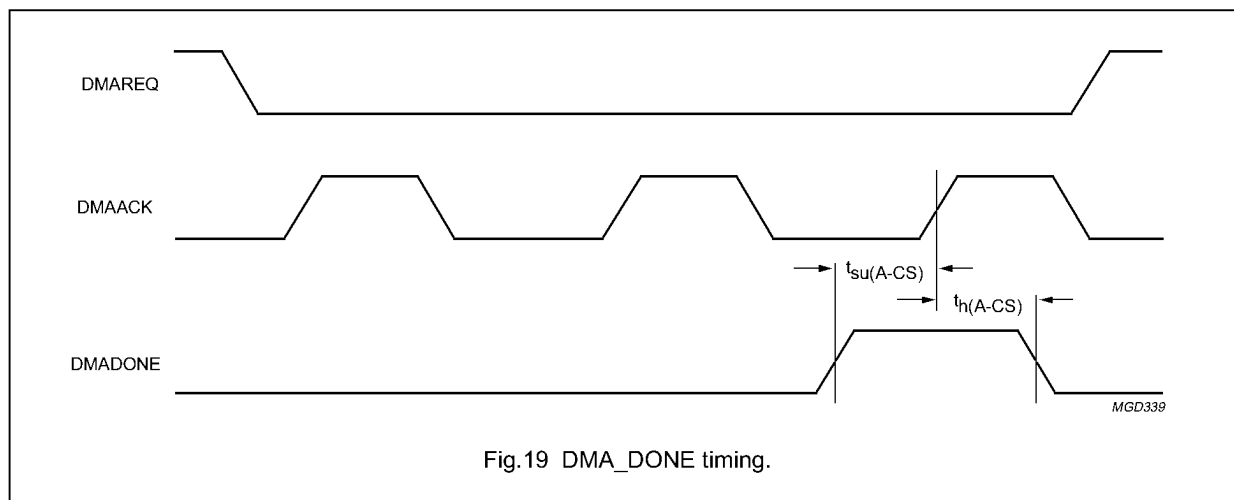 DMAREQ
DMAACK
tsu(A-CS)
th(A-CS)
DMADONE
MGD339
Fig.19 DMA_DONE timing.